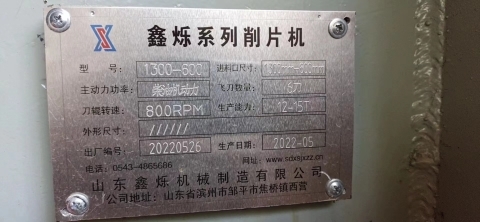 鑫烁系列削片机
型 号: 1300-600 进料口尺寸:
主动力功率: 柴油机动力 飞刀数量: 6刀
刀辊转速: 800RPM 生产能力: 12-15T
外形尺寸: //////
出厂编号: 20220526 生产日期: 2022-05
电话: 0543-4865686 网址: www.sdxsjxzz.cn
山东鑫烁机械制造有限公司
公司地址: 山东省滨州市邹平市焦桥镇西营